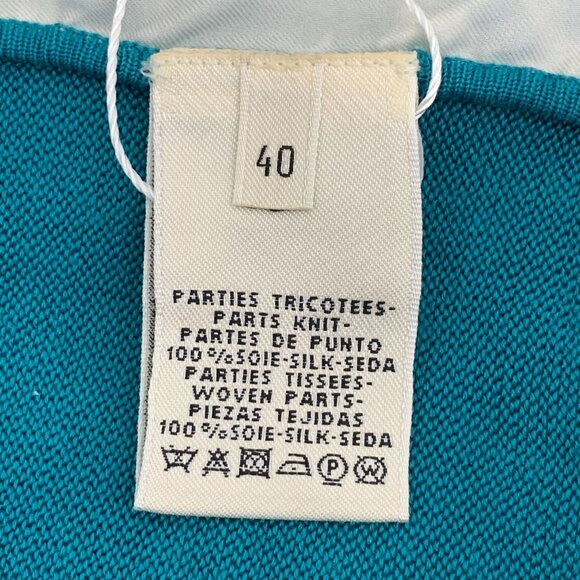 40
PARTIES TRICOTEES-
PARTS KNIT-
PARTES DE PUNTO
100%SOIE-SILK-SEDA
PARTIES TISSEES-
WOVEN PARTS-
PIEZAS TEJIDAS
100%SOIE-SILK-SEDA
P W